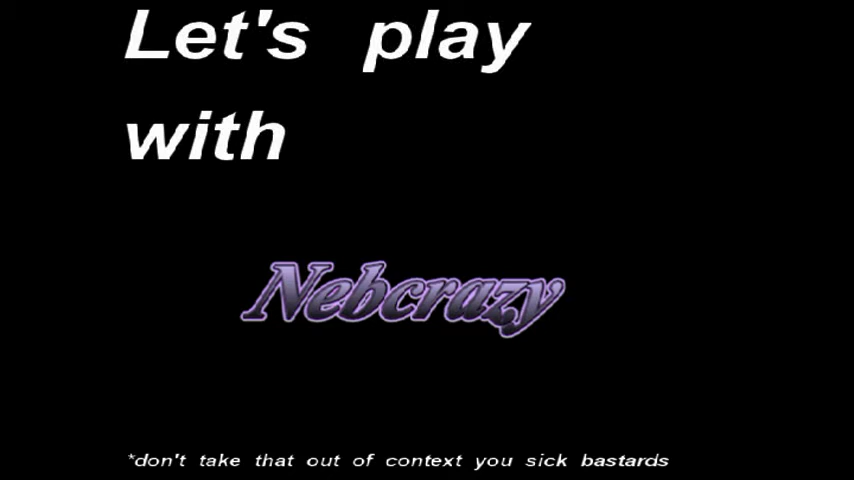 Let's play
with
Nebcrazy
*don't take that out of context you sick bastards